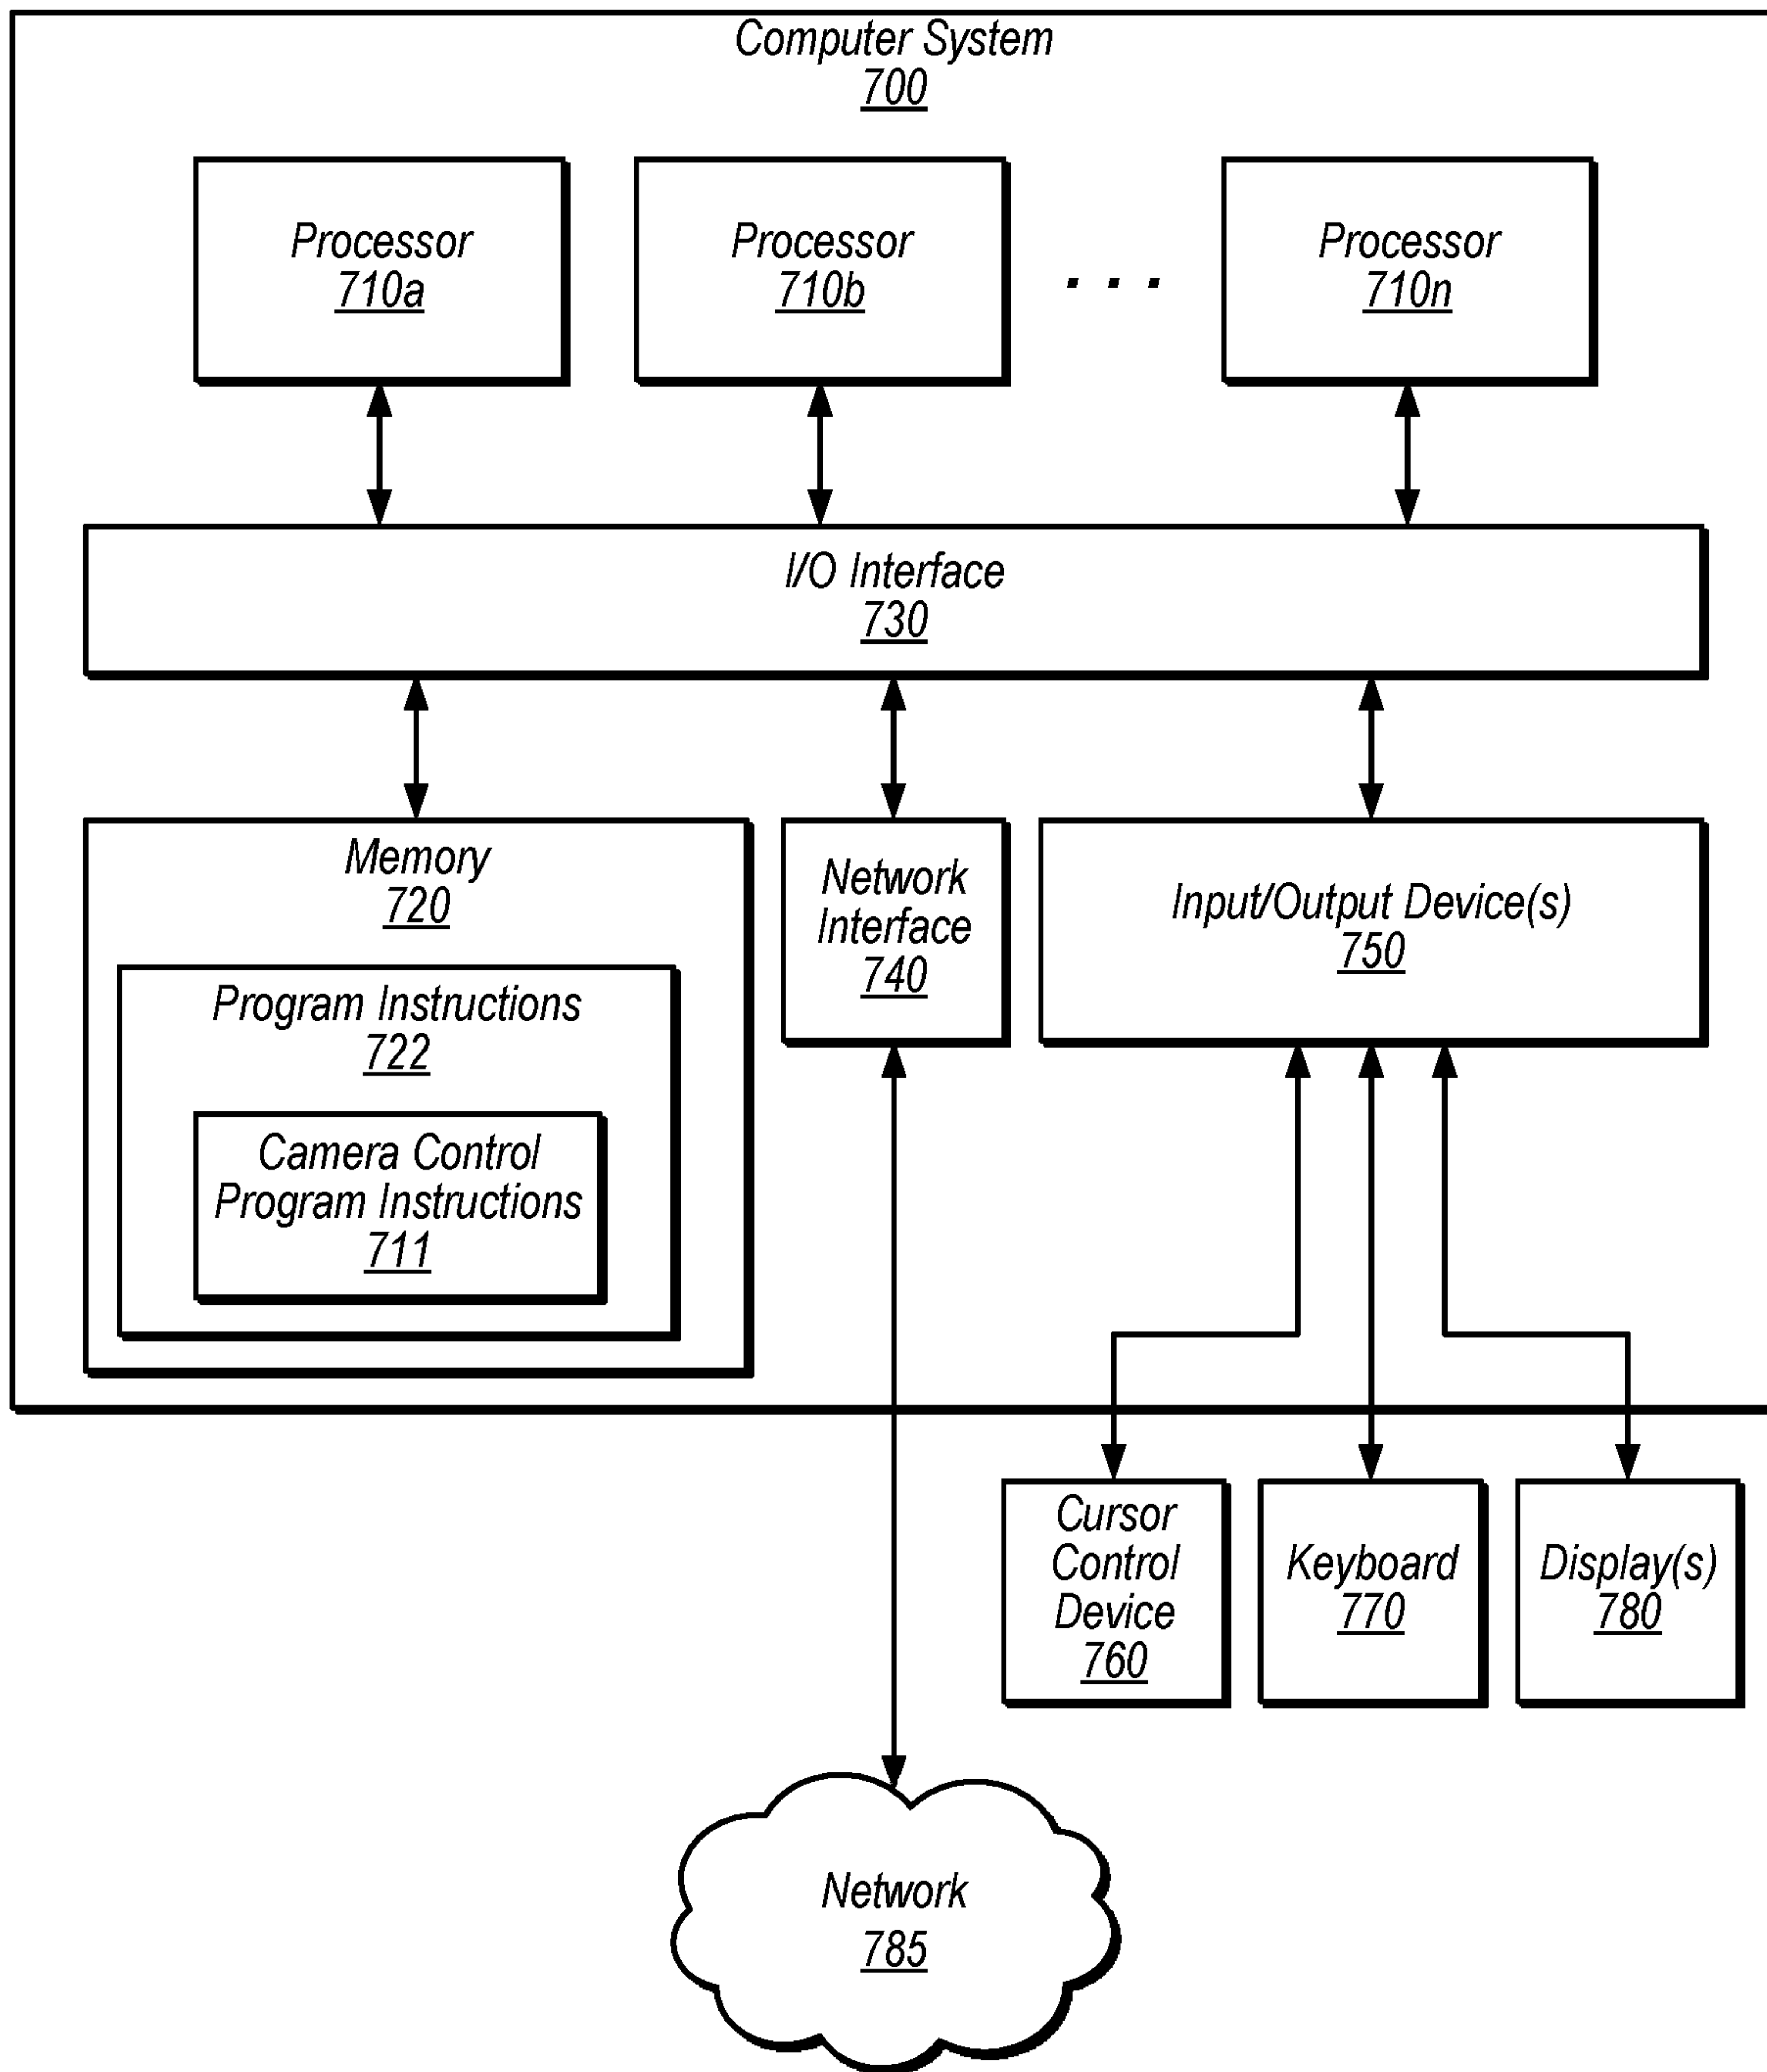 Computer System
700
Processor
710a
Processor
710b
. . .
Processor
710n
I/O Interface
730
Memory
720
Program Instructions
722
Camera Control
Program Instructions
711
Network
Interface
740
Input/Output Device(s)
750
Cursor
Control
Device
760
Keyboard
770
Display(s)
780
Network
785